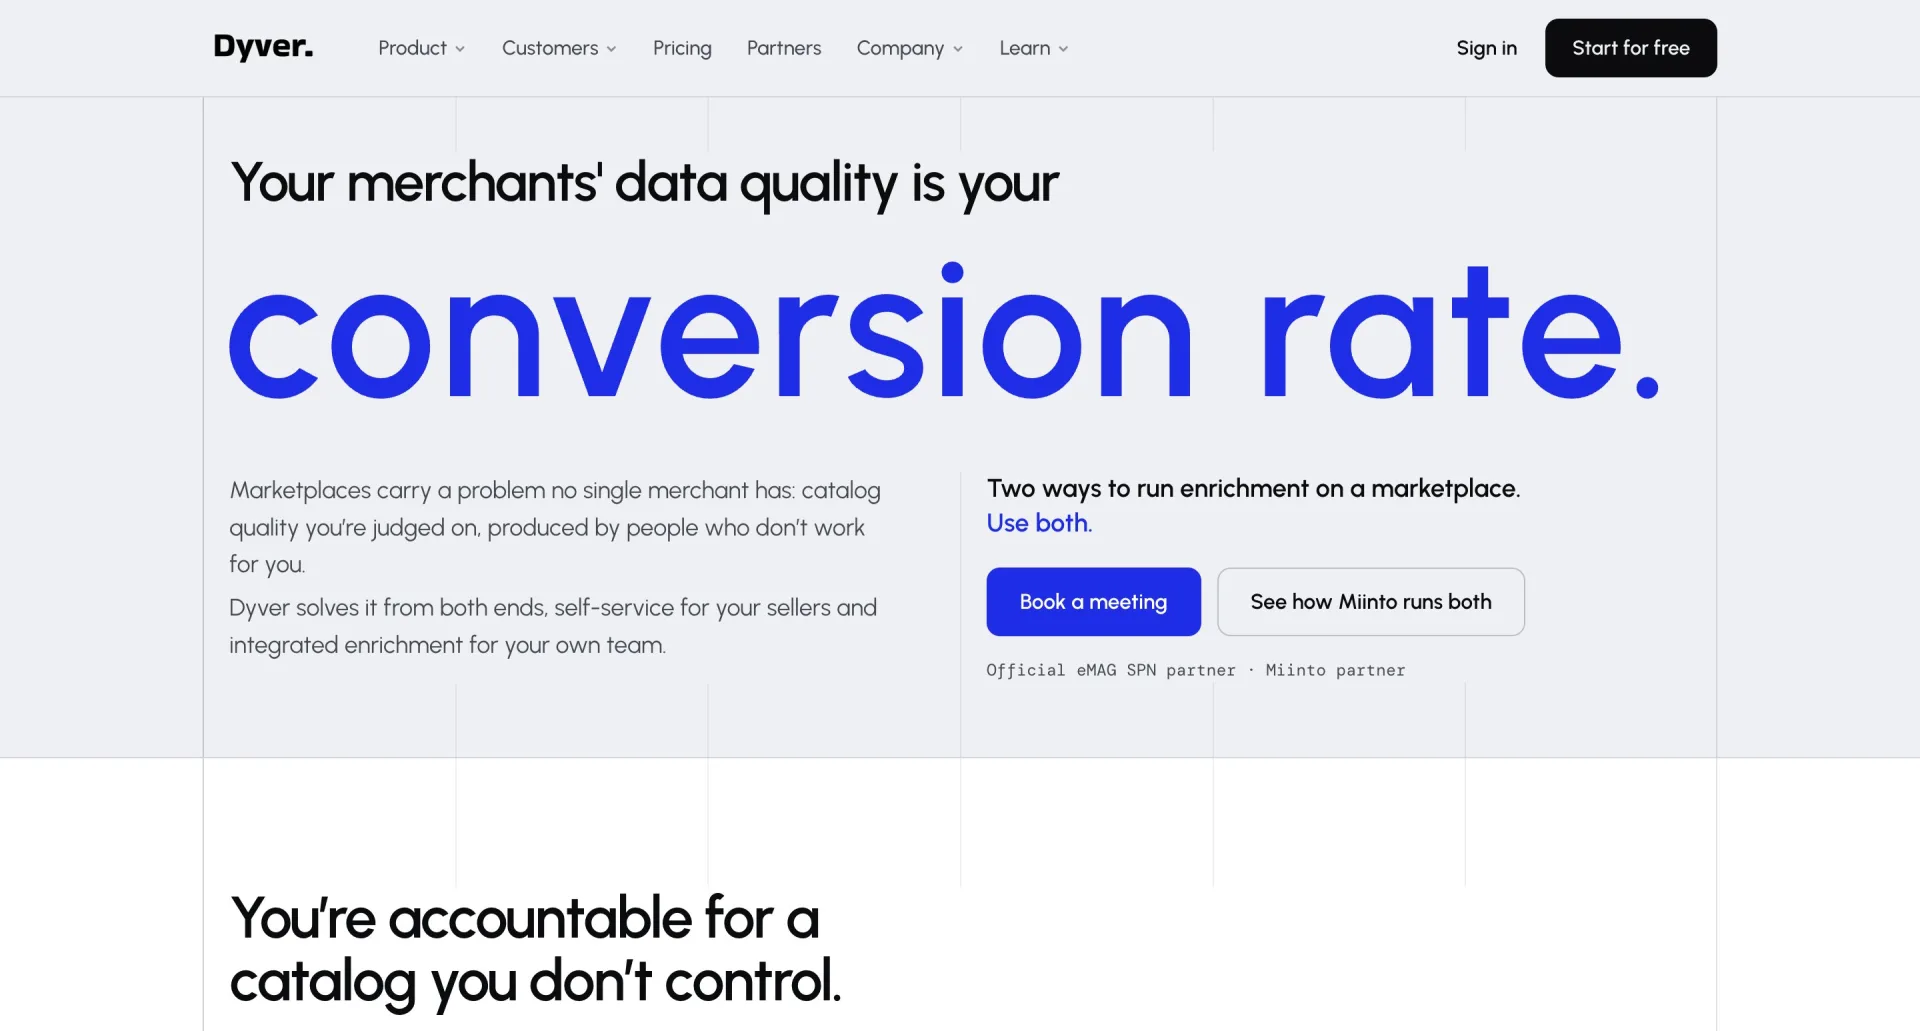 Dyver.
Product
Customers
Pricing
Partners
Company
Learn
Sign in
Start for free
Your merchants' data quality is your
conversion rate.
Marketplaces carry a problem no single merchant has: catalog
quality you’re judged on, produced by people who don’t work
for you.
Dyver solves it from both ends, self-service for your sellers and
integrated enrichment for your own team.
Two ways to run enrichment on a marketplace.
Use both.
Book a meeting
See how Miinto runs both
Official eMAG SPN partner · Miinto partner
You’re accountable for a
catalog you don’t control.